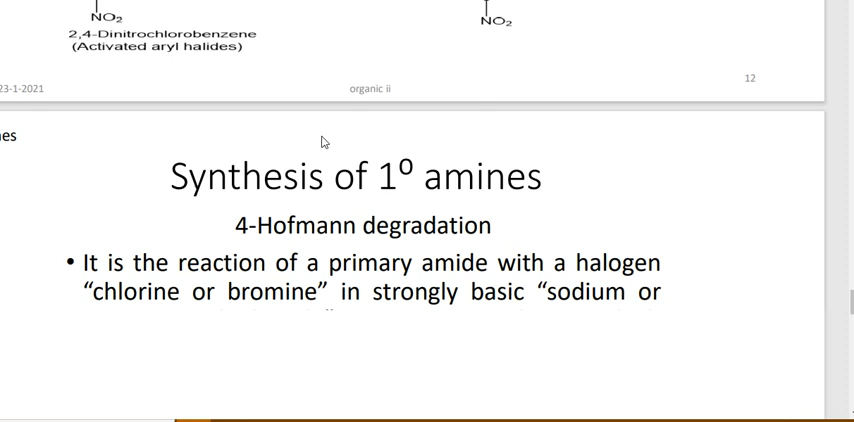 NO₂
NO₂
2,4-Dinitrochlorobenzene
(Activated aryl halides)
23-1-2021
organic ii
12
es
Synthesis of 1⁰ amines
4-Hofmann degradation
• It is the reaction of a primary amide with a halogen
“chlorine or bromine” in strongly basic “sodium or